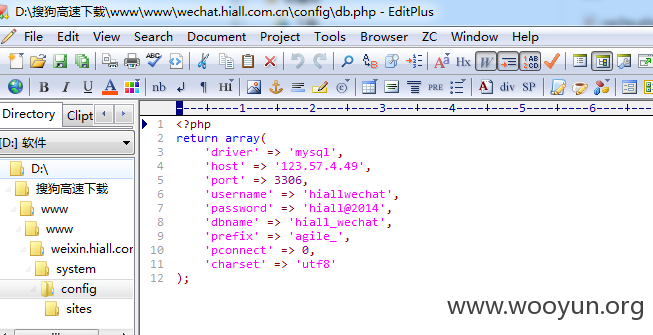 D:\搜狗高速下载\www\www\wechat.hiall.com.cn\config\db.php - EditPlus
File Edit View Search Document Project Tools Browser ZC Window Help
Directory Clipt
[D:] 软件
D:\
搜狗高速下载
www
www
weixin.hiall.com
system
config
sites
----+----1----+----2----+----3----+----4----+----5----+----6----+
1 <?php
2 return array(
3 'driver' => 'mysql',
4 'host' => '123.57.4.49',
5 'port' => 3306,
6 'username' => 'hiallwechat',
7 'password' => 'hiall@2014',
8 'dbname' => 'hiall_wechat',
9 'prefix' => 'agile_',
10 'pconnect' => 0,
11 'charset' => 'utf8'
12 );
www.wooyun.org